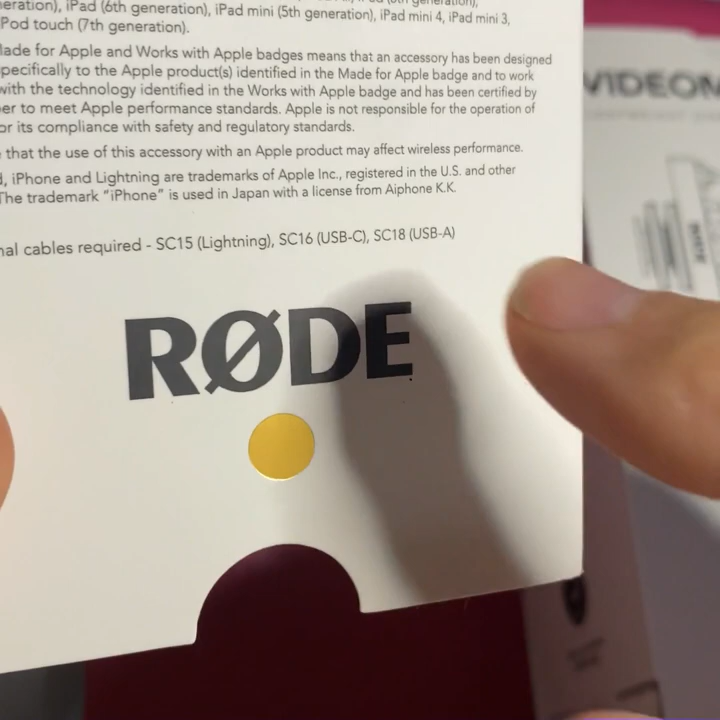 eration), iPad (6th generation), iPad mini (5th generation), iPad mini 4, iPad mini 3,
Pod touch (7th generation).
Made for Apple and Works with Apple badges means that an accessory has been designed
specifically to the Apple product(s) identified in the Made for Apple badge and to work
with the technology identified in the Works with Apple badge and has been certified by
er to meet Apple performance standards. Apple is not responsible for the operation of
or its compliance with safety and regulatory standards.
that the use of this accessory with an Apple product may affect wireless performance.
d, iPhone and Lightning are trademarks of Apple Inc., registered in the U.S. and other
The trademark “iPhone” is used in Japan with a license from Aiphone K.K.
nal cables required - SC15 (Lightning), SC16 (USB-C), SC18 (USB-A)
RØDE
VIDEOM